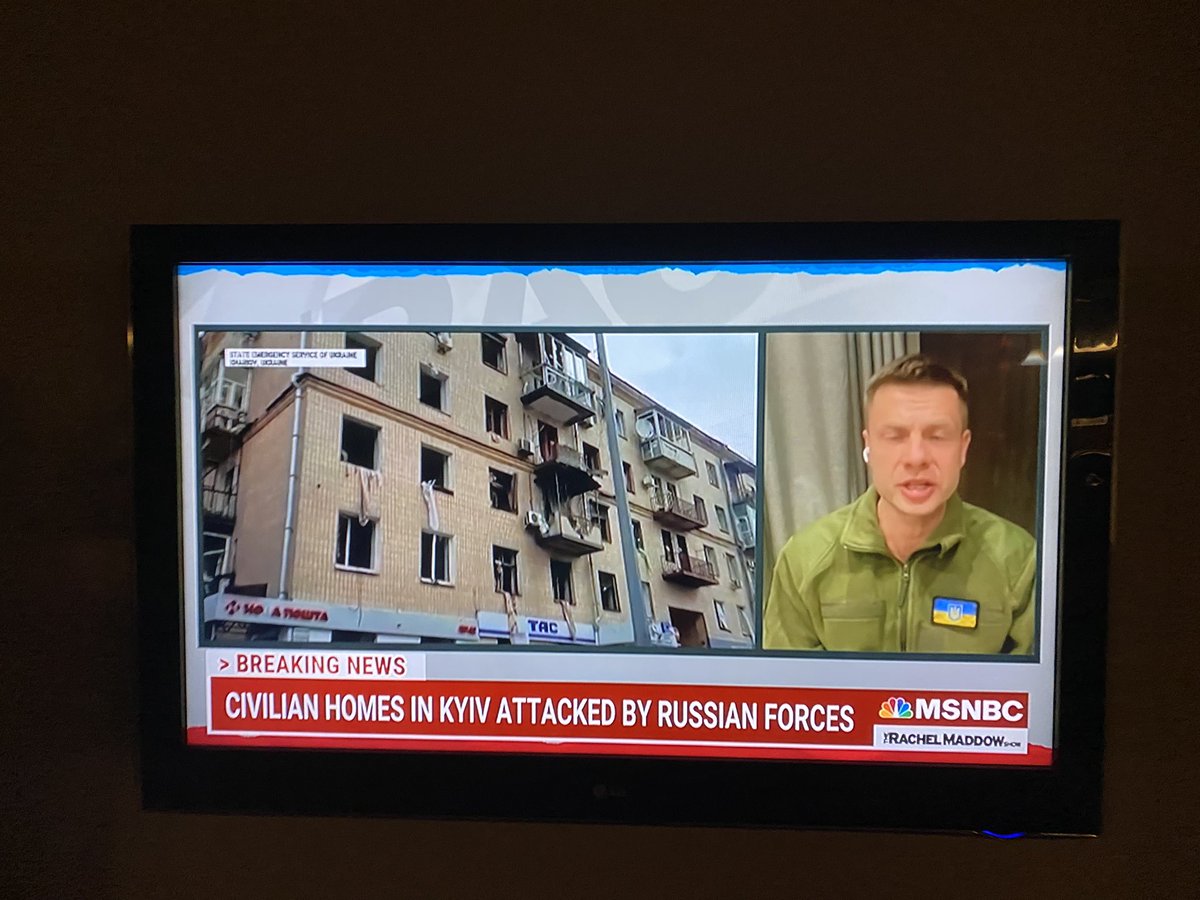 STATE EMERGENCY SERVICE OF UKRAINE
KHARKIV, UKRAINE
ПОШТА
ТАС
> BREAKING NEWS
CIVILIAN HOMES IN KYIV ATTACKED BY RUSSIAN FORCES
MSNBC
THE RACHEL MADDOW SHOW
LG